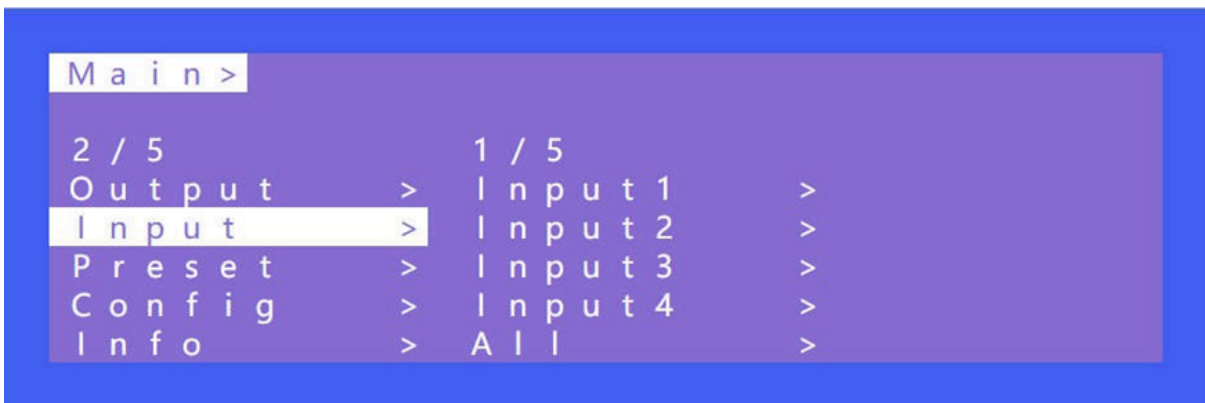 Main>
2/5 1/5
Output > Input1 >
Input > Input2 >
Preset > Input3 >
Config > Input4 >
Info > All >